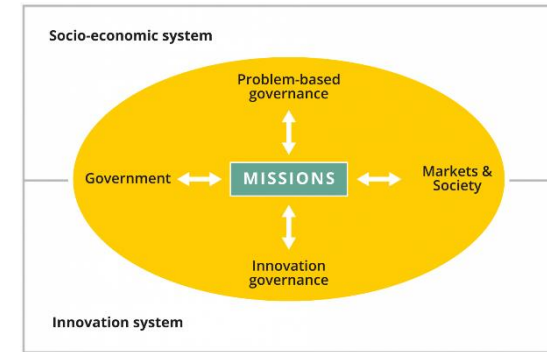 Socio-economic system
Problem-based
governance
Government
MISSIONS
Markets &
Society
Innovation
governance
Innovation system